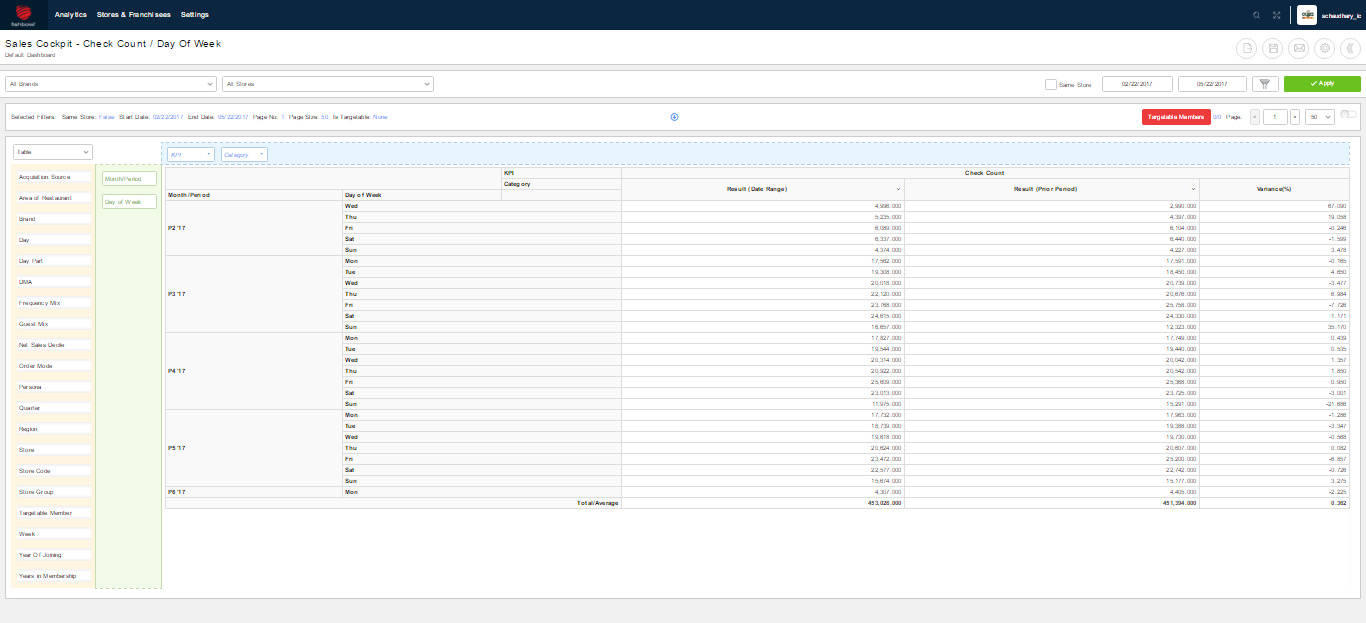 fishbowl
Analytics Stores & Franchisees Settings
schaudhary_ic
Sales Cockpit - Check Count / Day Of Week
Default Dashboard
All Brands All Stores Same Store 02/22/2017 05/22/2017 Apply
Selected Filters: Same Store: False Start Date: 02/22/2017 End Date: 05/22/2017 Page No: 1 Page Size: 50 Is Targetable: None Targetable Members 0/0 Page: < 1 > 50
Table
KPI Category
Acquisition Source
Area of Restaurant
Brand
Day
Day Part
DMA
Frequency Mix
Guest Mix
Net Sales Decile
Order Mode
Persona
Quarter
Region
Store
Store Code
Store Group
Targetable Member
Week
Year Of Joining
Years in Membership
Month/Period
Day of Week
KPI Check Count
Category Result (Date Range) Result (Prior Period) Variance(%)
Month/Period Day of Week
P2 '17
Wed 4,996.000 2,990.000 67.090
Thu 5,235.000 4,397.000 19.058
Fri 6,089.000 6,104.000 -0.246
Sat 6,337.000 6,440.000 -1.599
Sun 4,374.000 4,227.000 3.478
P3 '17
Mon 17,562.000 17,591.000 -0.165
Tue 19,308.000 18,450.000 4.650
Wed 20,018.000 20,739.000 -3.477
Thu 22,120.000 20,676.000 6.984
Fri 23,768.000 25,758.000 -7.726
Sat 24,615.000 24,330.000 1.171
Sun 16,657.000 12,323.000 35.170
P4 '17
Mon 17,827.000 17,749.000 0.439
Tue 19,544.000 19,440.000 0.535
Wed 20,314.000 20,042.000 1.357
Thu 20,922.000 20,542.000 1.850
Fri 25,609.000 25,368.000 0.950
Sat 23,013.000 23,725.000 -3.001
Sun 11,975.000 15,291.000 -21.686
P5 '17
Mon 17,732.000 17,963.000 -1.286
Tue 18,739.000 19,388.000 -3.347
Wed 19,618.000 19,730.000 -0.568
Thu 20,624.000 20,607.000 0.082
Fri 23,472.000 25,200.000 -6.857
Sat 22,577.000 22,742.000 -0.726
Sun 15,674.000 15,177.000 3.275
P6 '17
Mon 4,307.000 4,405.000 -2.225
Total/Average 453,026.000 451,394.000 0.362